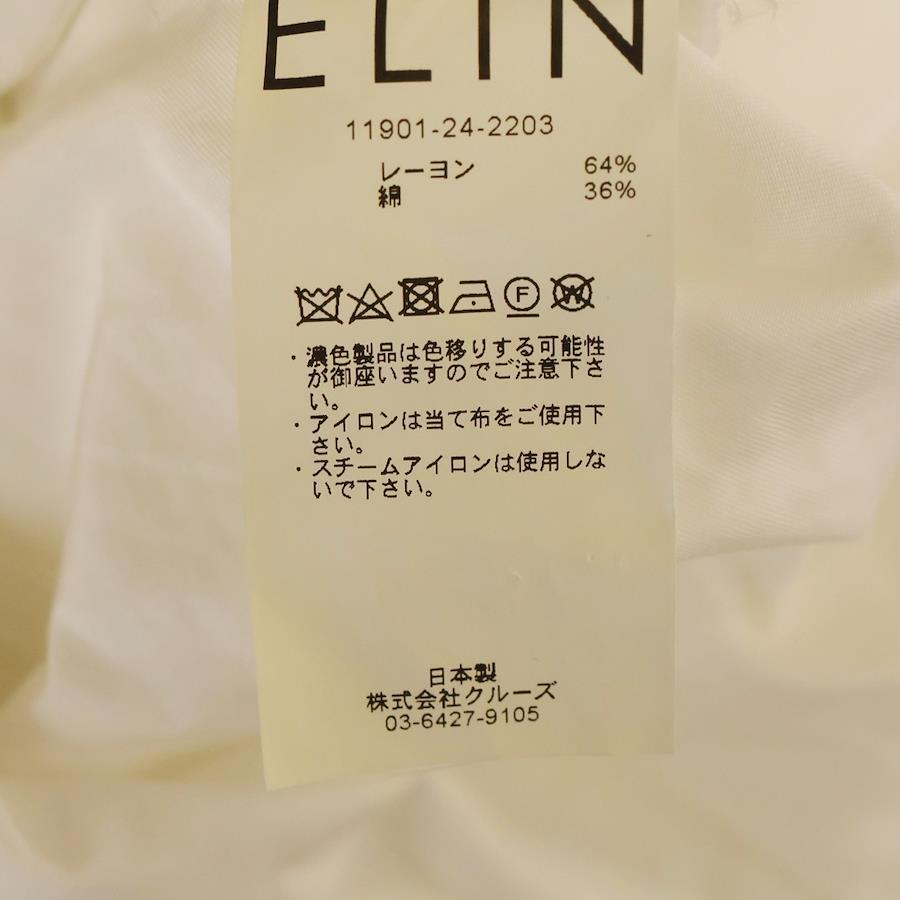 ELIN
11901-24-2203
レーヨン 64%
綿 36%
F W
・濃色製品は色移りする可能性
が御座いますのでご注意下さ
い。
・アイロンは当て布をご使用下
さい。
・スチームアイロンは使用しな
いで下さい。
日本製
株式会社クルーズ
03-6427-9105